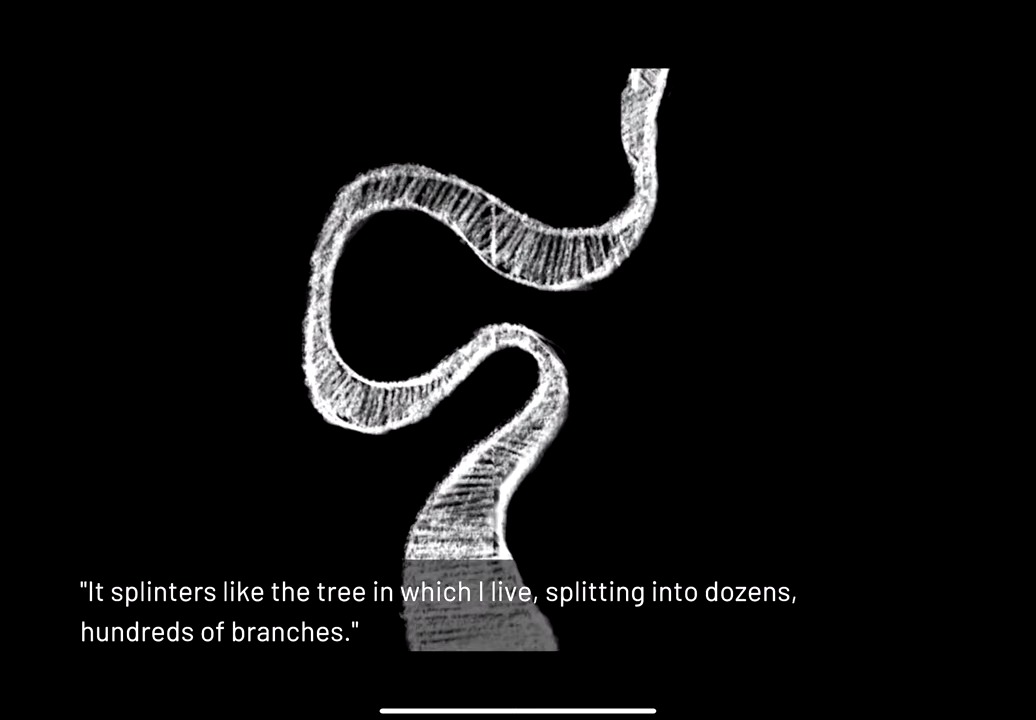 "It splinters like the tree in which I live, splitting into dozens,
hundreds of branches."